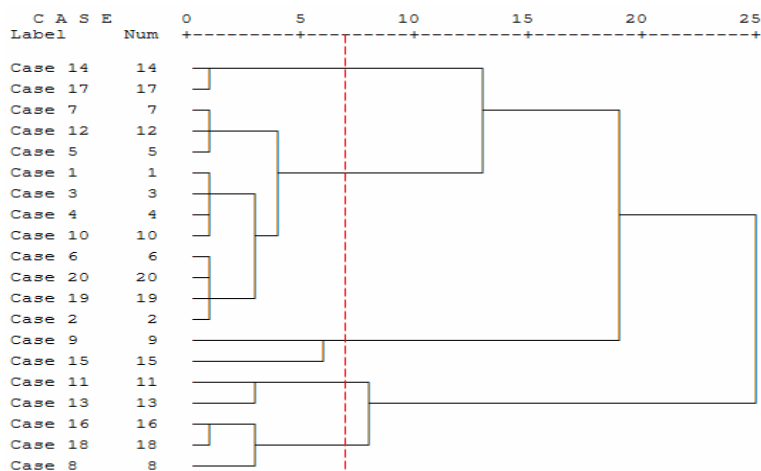 C A S E 0 5 10 15 20 25
Label Num +---------+---------+---------+---------+---------+
Case 14 14
Case 17 17
Case 7 7
Case 12 12
Case 5 5
Case 1 1
Case 3 3
Case 4 4
Case 10 10
Case 6 6
Case 20 20
Case 19 19
Case 2 2
Case 9 9
Case 15 15
Case 11 11
Case 13 13
Case 16 16
Case 18 18
Case 8 8